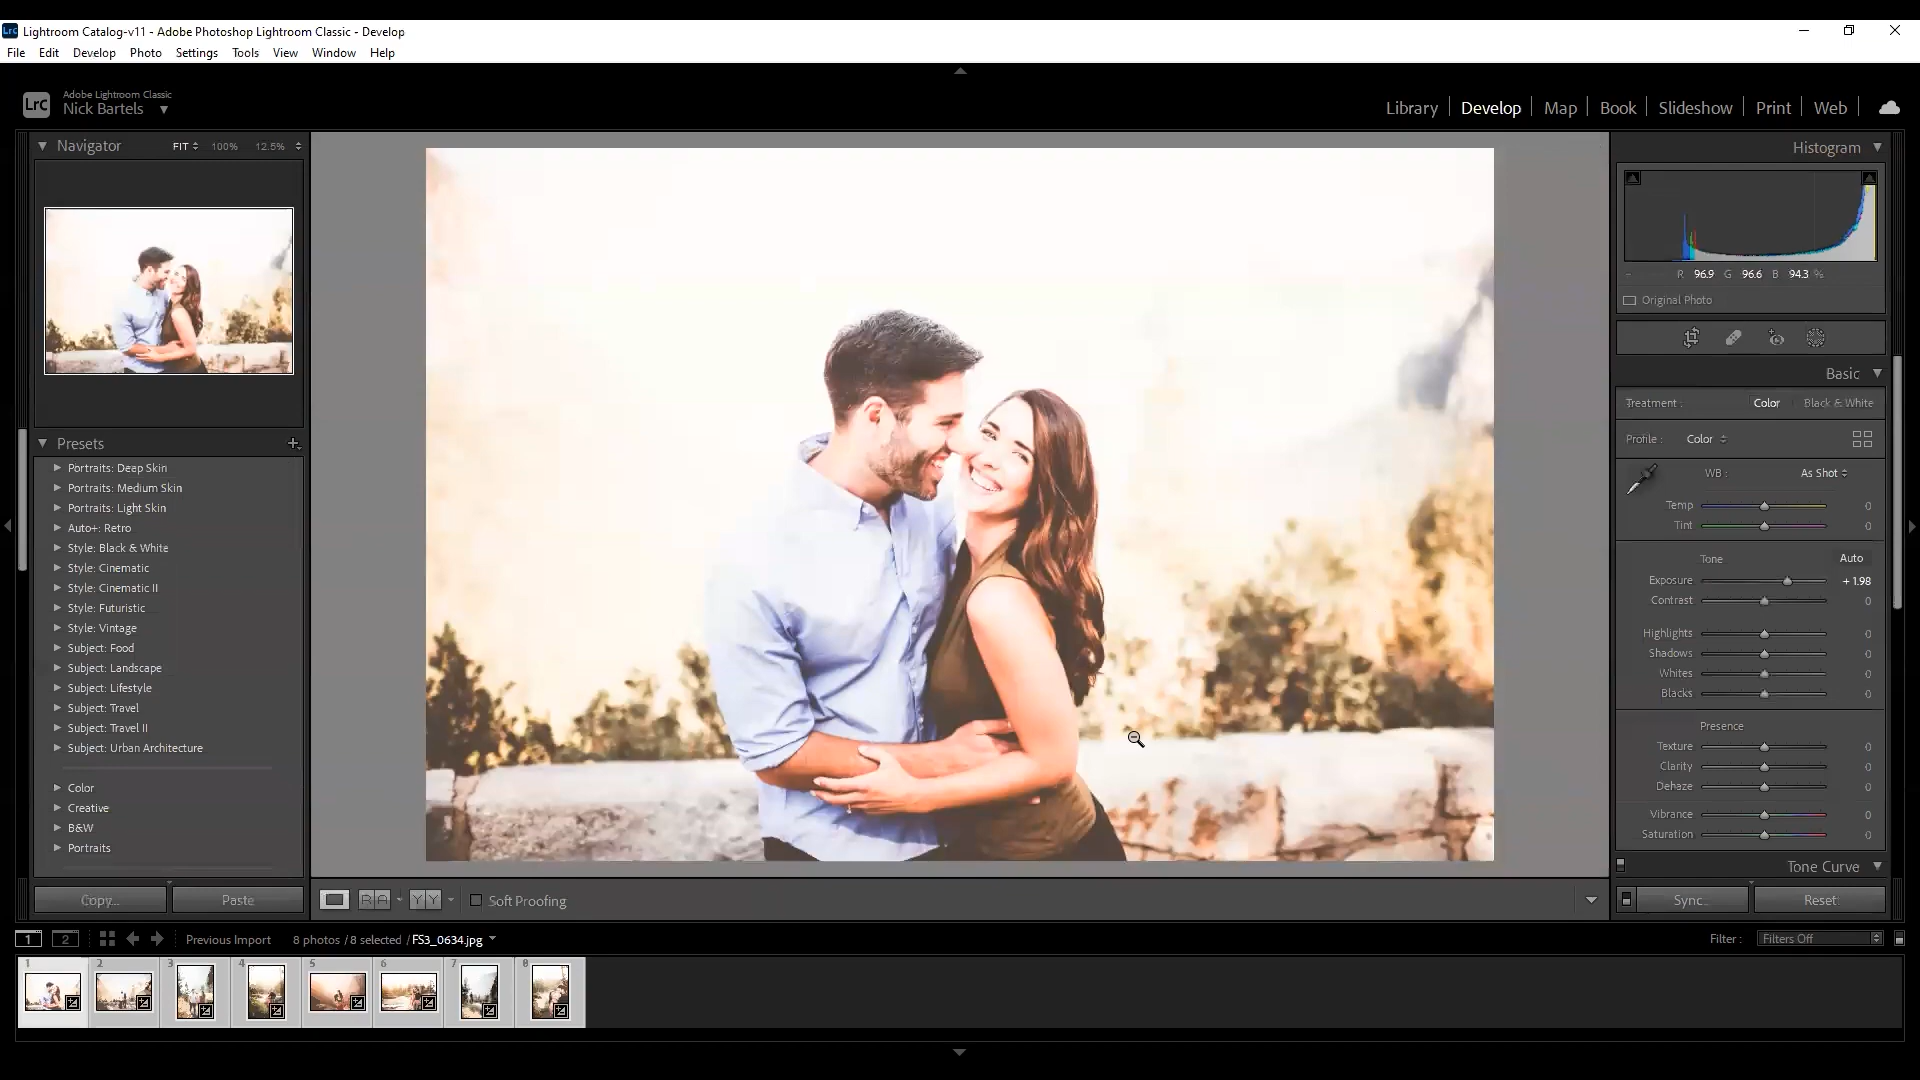 Lrc Lightroom Catalog-v11 - Adobe Photoshop Lightroom Classic - Develop
File Edit Develop Photo Settings Tools View Window Help
LrC Adobe Lightroom Classic
Nick Bartels
Library Develop Map Book Slideshow Print Web
Navigator FIT 100% 12.5%
Presets
Portraits: Deep Skin
Portraits: Medium Skin
Portraits: Light Skin
Auto+: Retro
Style: Black & White
Style: Cinematic
Style: Cinematic II
Style: Futuristic
Style: Vintage
Subject: Food
Subject: Landscape
Subject: Lifestyle
Subject: Travel
Subject: Travel II
Subject: Urban Architecture
Color
Creative
B&W
Portraits
Copy... Paste
R A Y Y Soft Proofing
Histogram
R 96.9 G 96.6 B 94.3 %
Original Photo
Basic
Treatment : Color Black & White
Profile : Color
WB : As Shot
Temp 0
Tint 0
Tone Auto
Exposure + 1.98
Contrast 0
Highlights 0
Shadows 0
Whites 0
Blacks 0
Presence
Texture 0
Clarity 0
Dehaze 0
Vibrance 0
Saturation 0
Tone Curve
Sync... Reset
1 2 Previous Import 8 photos / 8 selected / FS3_0634.jpg
Filter : Filters Off
1 2 3 4 5 6 7 8